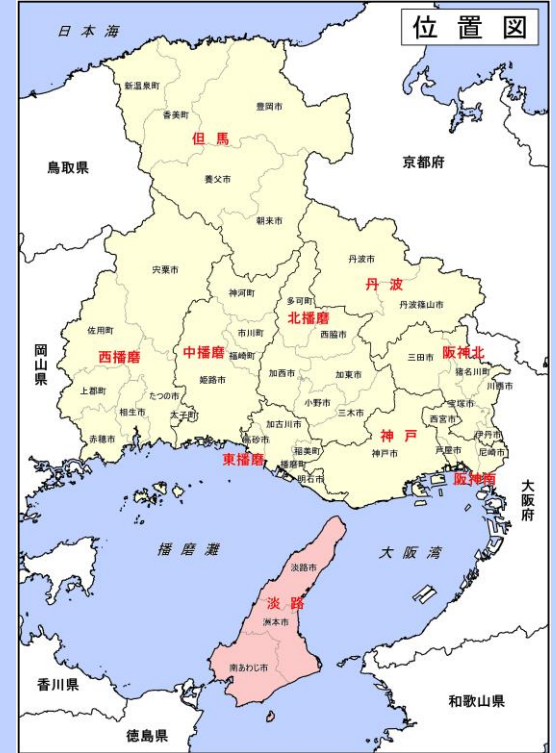 位置図
日本海
新温泉町
香美町
豊岡市
但馬
鳥取県
京都府
養父市
朝来市
宍粟市
丹波市
丹波
丹波篠山市
神河町
多可町
北播磨
西脇市
佐用町
市川町
中播磨
西播磨
福崎町
岡山県
三田市
阪神北
猪名川町
加西市
加東市
姫路市
川西市
上郡町
たつの市
相生市
太子町
小野市
三木市
宝塚市
西宮市
伊丹市
赤穂市
加古川市
高砂市
神戸
稲美町
神戸市
芦屋市
尼崎市
東播磨
播磨町
明石市
阪神南
大阪府
播磨灘
大阪湾
淡路市
淡路
洲本市
南あわじ市
香川県
和歌山県
徳島県